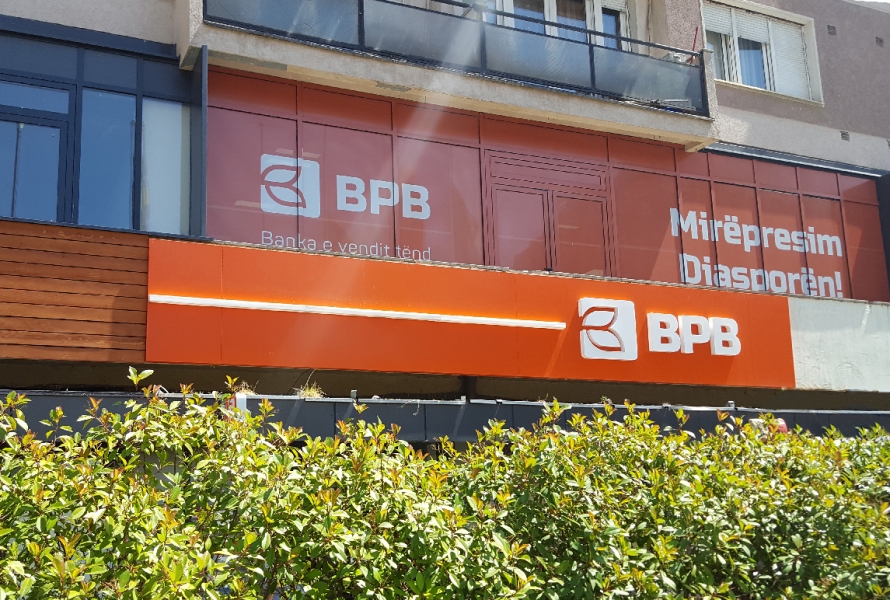 BPB
Banka e vendit tënd
Mirëpresim
Diasporën!
BPB